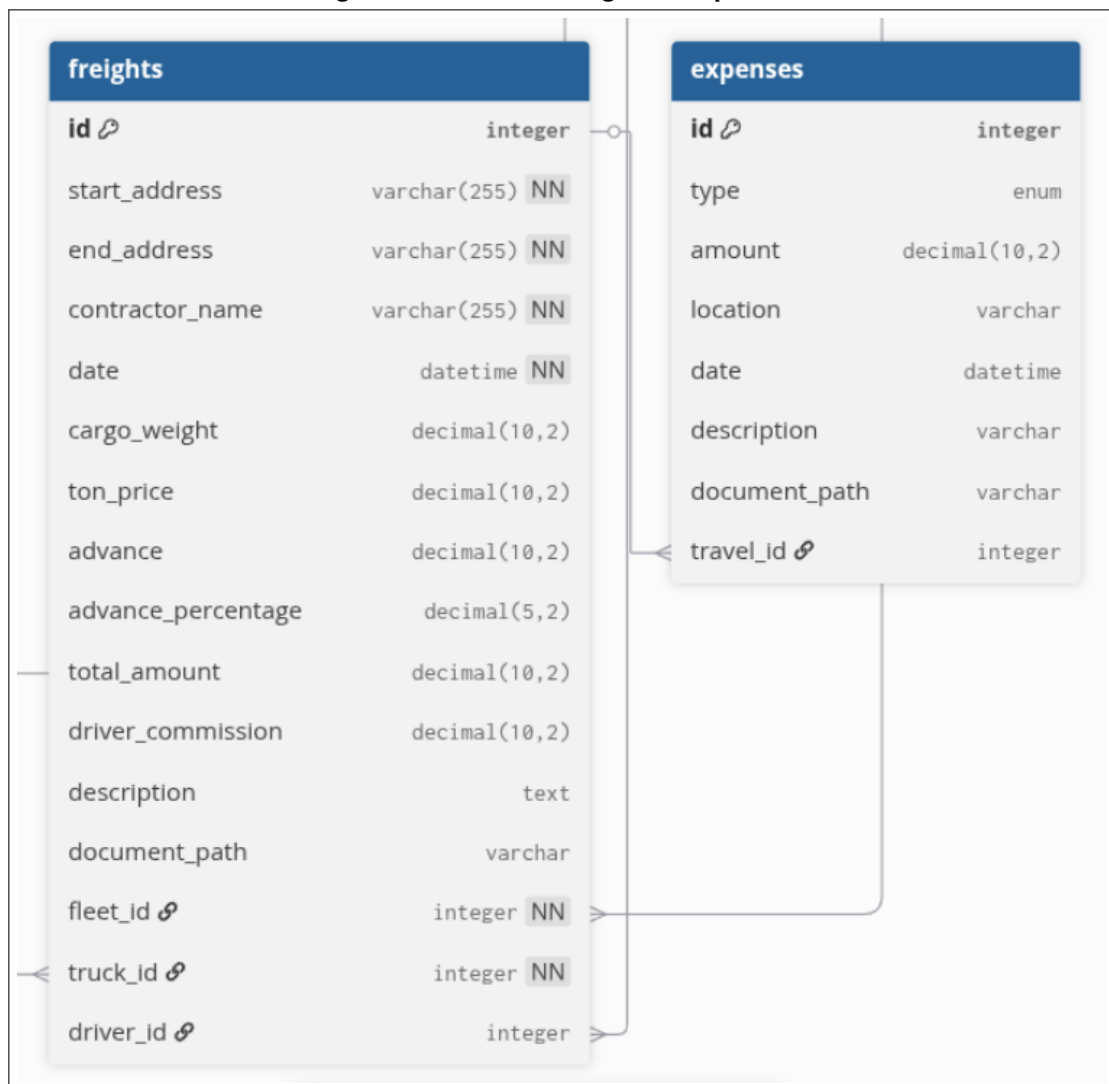 freights
id integer
start_address varchar(255) NN
end_address varchar(255) NN
contractor_name varchar(255) NN
date datetime NN
cargo_weight decimal(10,2)
ton_price decimal(10,2)
advance decimal(10,2)
advance_percentage decimal(5,2)
total_amount decimal(10,2)
driver_commission decimal(10,2)
description text
document_path varchar
fleet_id integer NN
truck_id integer NN
driver_id integer
expenses
id integer
type enum
amount decimal(10,2)
location varchar
date datetime
description varchar
document_path varchar
travel_id integer